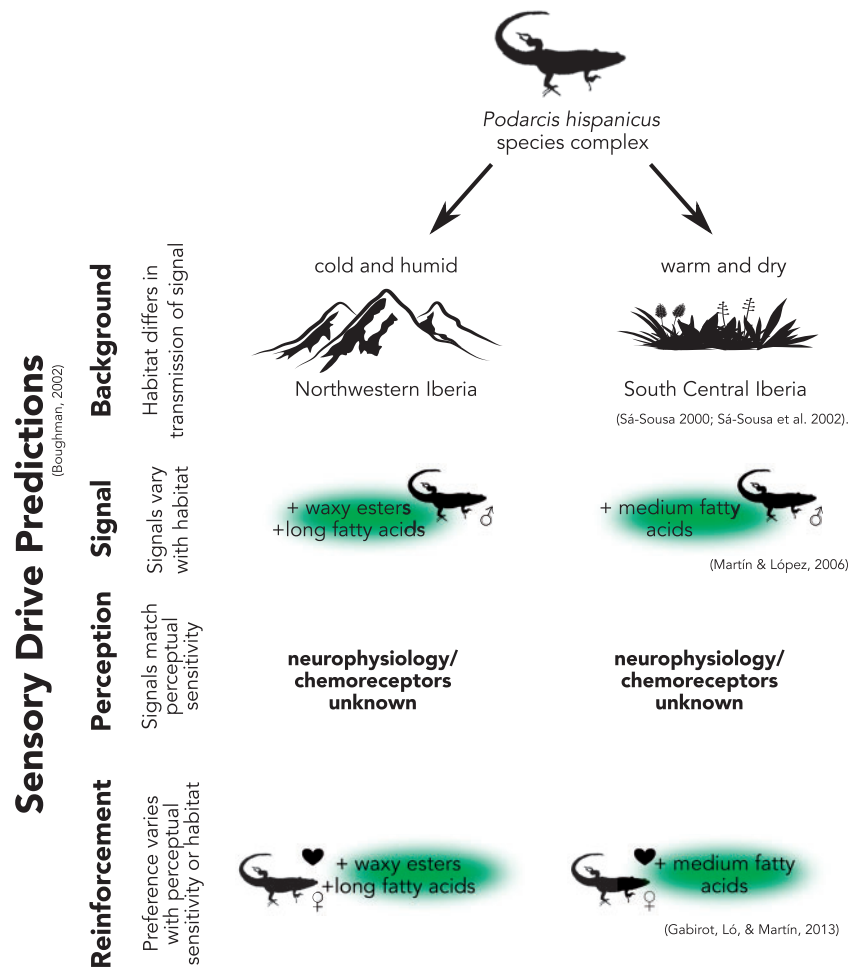 Podarcis hispanicus
species complex
Sensory Drive Predictions
(Boughman, 2002)
Background
Habitat differs in
transmission of signal
cold and humid
Northwestern Iberia
warm and dry
South Central Iberia
(Sá-Sousa 2000; Sá-Sousa et al. 2002).
Signal
Signals vary
with habitat
+ waxy esters
+long fatty acids
♂
+ medium fatty
acids
♂
(Martín & López, 2006)
Perception
Signals match
perceptual
sensitivity
neurophysiology/
chemoreceptors
unknown
neurophysiology/
chemoreceptors
unknown
Reinforcement
Preference varies
with perceptual
sensitivity or habitat
+ waxy esters
+long fatty acids
♀
+ medium fatty
acids
♀
(Gabirot, Ló, & Martín, 2013)